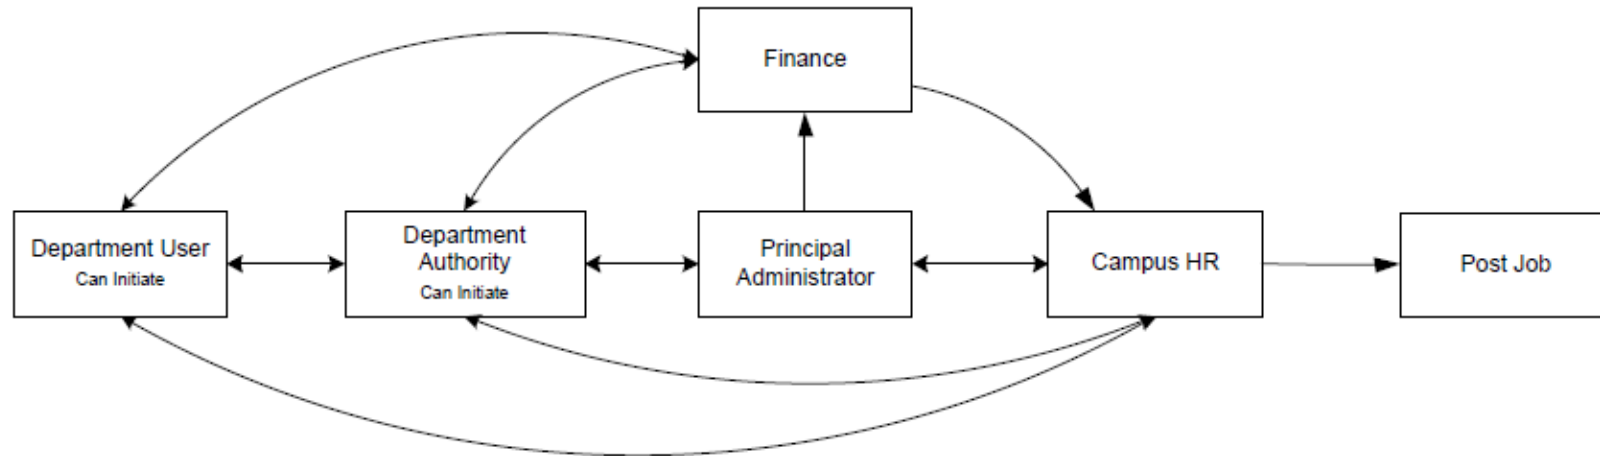 Finance
Department User
Can Initiate
Department
Authority
Can Initiate
Principal
Administrator
Campus HR
Post Job